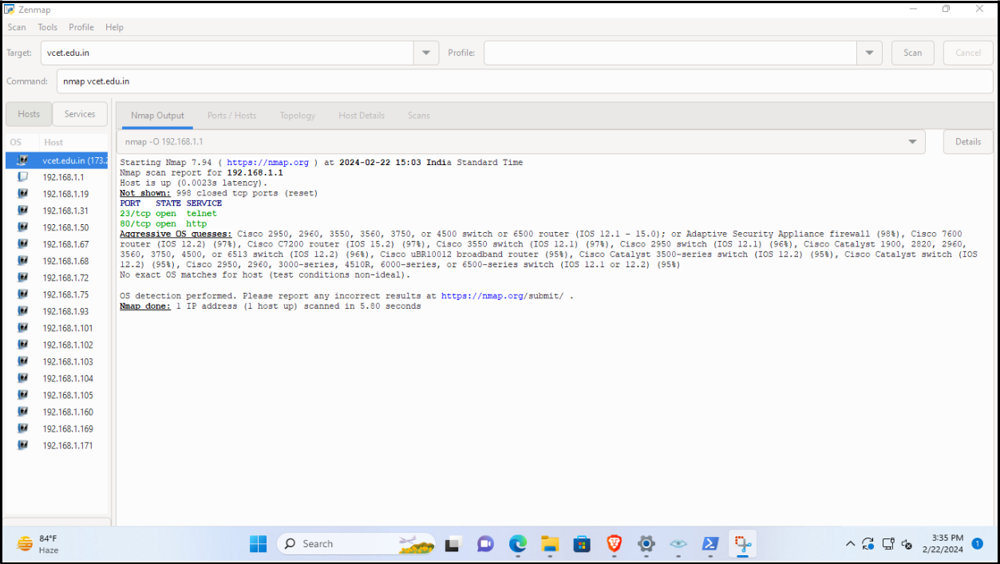 Zenmap
Scan Tools Profile Help
Target: vcet.edu.in Profile: Scan Cancel
Command: nmap vcet.edu.in
Hosts Services
Nmap Output Ports / Hosts Topology Host Details Scans
OS Host
nmap -O 192.168.1.1 Details
vcet.edu.in (173.2
192.168.1.1
192.168.1.19
192.168.1.31
192.168.1.50
192.168.1.67
192.168.1.68
192.168.1.72
192.168.1.75
192.168.1.93
192.168.1.101
192.168.1.102
192.168.1.103
192.168.1.104
192.168.1.105
192.168.1.160
192.168.1.169
192.168.1.171
Starting Nmap 7.94 ( https://nmap.org ) at 2024-02-22 15:03 India Standard Time
Nmap scan report for 192.168.1.1
Host is up (0.0023s latency).
Not shown: 998 closed tcp ports (reset)
PORT STATE SERVICE
23/tcp open telnet
80/tcp open http
Aggressive OS guesses: Cisco 2950, 2960, 3550, 3560, 3750, or 4500 switch or 6500 router (IOS 12.1 - 15.0); or Adaptive Security Appliance firewall (98%), Cisco 7600
router (IOS 12.2) (97%), Cisco C7200 router (IOS 15.2) (97%), Cisco 3550 switch (IOS 12.1) (97%), Cisco 2950 switch (IOS 12.1) (96%), Cisco Catalyst 1900, 2820, 2960,
3560, 3750, 4500, or 6513 switch (IOS 12.2) (96%), Cisco uBR10012 broadband router (95%), Cisco Catalyst 3500-series switch (IOS 12.2) (95%), Cisco Catalyst switch (IOS
12.2) (95%), Cisco 2950, 2960, 3000-series, 4510R, 6000-series, or 6500-series switch (IOS 12.1 or 12.2) (95%)
No exact OS matches for host (test conditions non-ideal).
OS detection performed. Please report any incorrect results at https://nmap.org/submit/ .
Nmap done: 1 IP address (1 host up) scanned in 5.80 seconds
84°F
Haze
Search
3:35 PM
2/22/2024
1